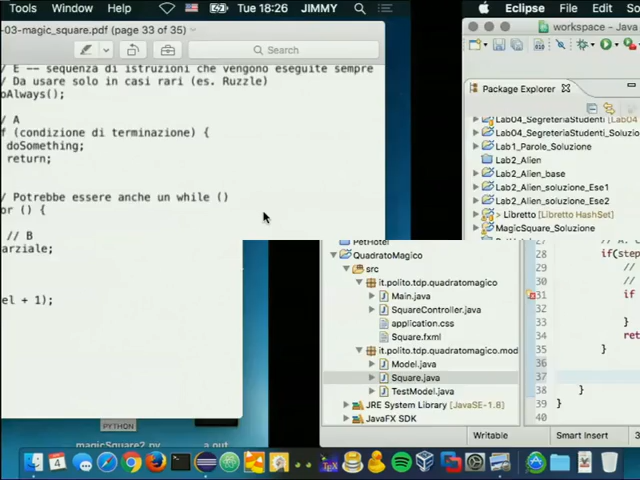 Tools Window Help Tue 18:26 JIMMY
Eclipse File Edit
-03-magic_square.pdf (page 33 of 35)
Search
// E -- sequenza di istruzioni che vengono eseguite sempre
// Da usare solo in casi rari (es. Ruzzle)
oAlways();
// A
f (condizione di terminazione) {
doSomething;
return;
// Potrebbe essere anche un while ()
or () {
// B
arziale;
el + 1);
workspace -
Package Explorer
Lab04_SegreteriaStudenti
Lab04_SegreteriaStudenti_Soluzio
Lab1_Parole_Soluzione
Lab2_Alien
Lab2_Alien_base
Lab2_Alien_soluzione_Ese1
Lab2_Alien_soluzione_Ese2
> Libretto [Libretto HashSet]
MagicSquare_Soluzione
PetHotel
QuadratoMagico
src
it.polito.tdp.quadratomagico
Main.java
SquareController.java
application.css
Square.fxml
it.polito.tdp.quadratomagico.mod
Model.java
Square.java
TestModel.java
JRE System Library [JavaSE-1.8]
JavaFX SDK
27
28 if(step
29 //
30 //
31 if
32
33 }
34 ret
35 }
36
37
38 }
39 }
40
Writable Smart Insert
PYTHON
magicSquare2.py a.out